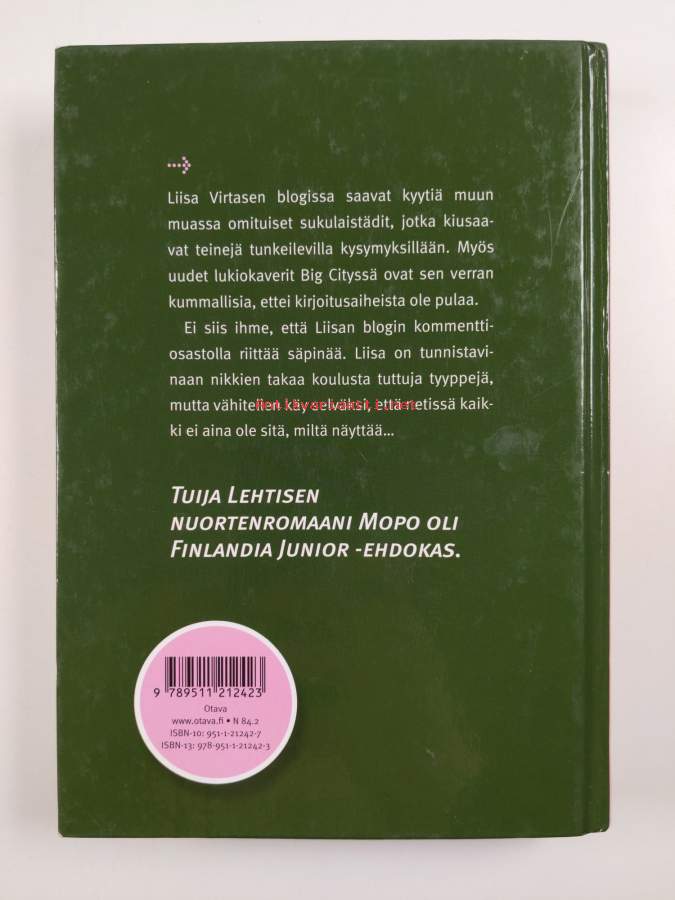 Liisa Virtasen blogissa saavat kyytiä muun
muassa omituiset sukulaistädit, jotka kiusaa-
vat teinejä tunkeilevilla kysymyksillään. Myös
uudet lukiokaverit Big Cityssä ovat sen verran
kummallisia, ettei kirjoitusaiheista ole pulaa.
Ei siis ihme, että Liisan blogin kommentti-
osastolla riittää säpinää. Liisa on tunnistavi-
naan nikkien takaa koulusta tuttuja tyyppejä,
mutta vähitellen käy selväksi, että netissä kaik-
ki ei aina ole sitä, miltä näyttää...
TUIJA LEHTISEN
NUORTENROMAANI MOPO OLI
FINLANDIA JUNIOR -EHDOKAS.
9 789511 212423
Otava
www.otava.fi • N 84.2
ISBN-10: 951-1-21242-7
ISBN-13: 978-951-1-21242-3